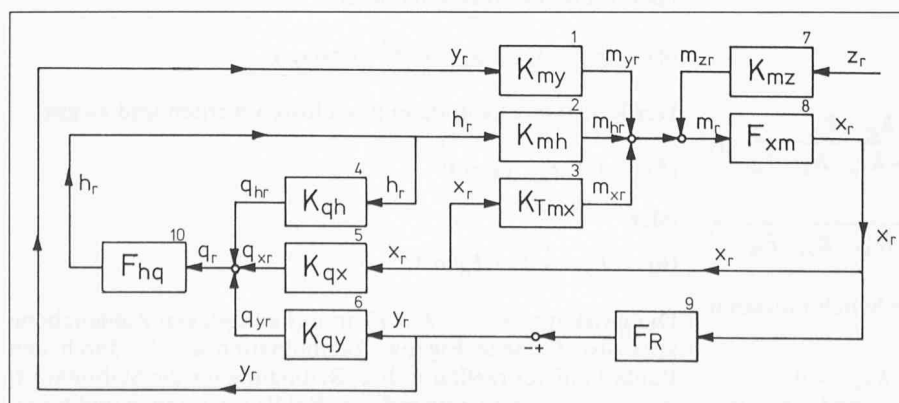 1
7
y_r
K_my
m_yr
m_zr
K_mz
z_r
2
8
h_r
K_mh
m_hr
m_r
F_xm
x_r
4
3
h_r
q_hr
K_qh
h_r
x_r
K_Tmx
m_xr
10
5
F_hq
q_r
q_xr
K_qx
x_r
x_r
x_r
6
9
q_yr
K_qy
y_r
-+
F_R
y_r